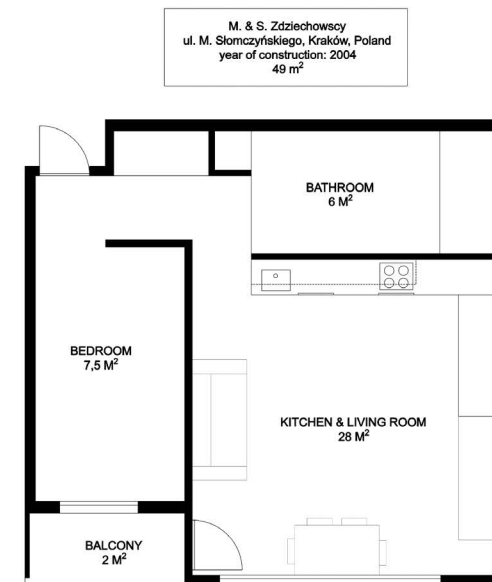 M. & S. Zdziechowscy
ul. M. Słomczyńskiego, Kraków, Poland
year of construction: 2004
49 m²
BATHROOM
6 M²
BEDROOM
7,5 M²
KITCHEN & LIVING ROOM
28 M²
BALCONY
2 M²